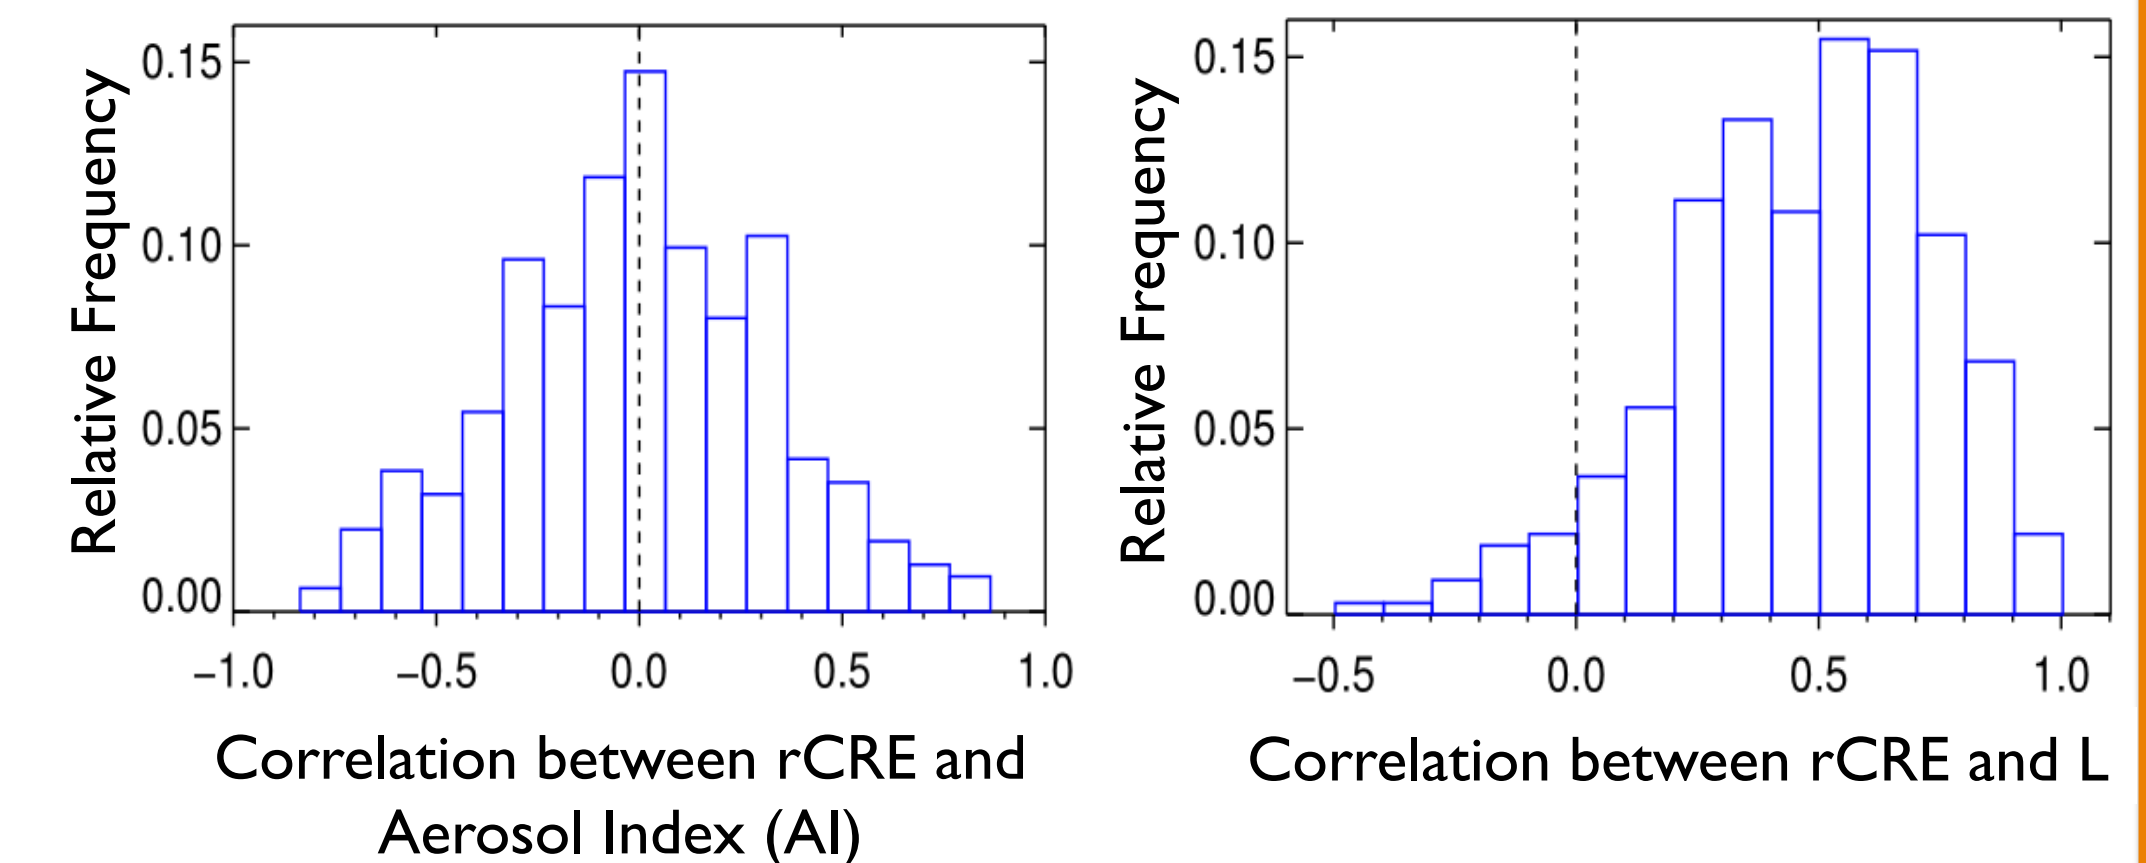 Relative Frequency
0.15
0.10
0.05
0.00
−1.0 −0.5 0.0 0.5 1.0
Correlation between rCRE and
Aerosol Index (AI)
Relative Frequency
0.15
0.10
0.05
0.00
−0.5 0.0 0.5 1.0
Correlation between rCRE and L